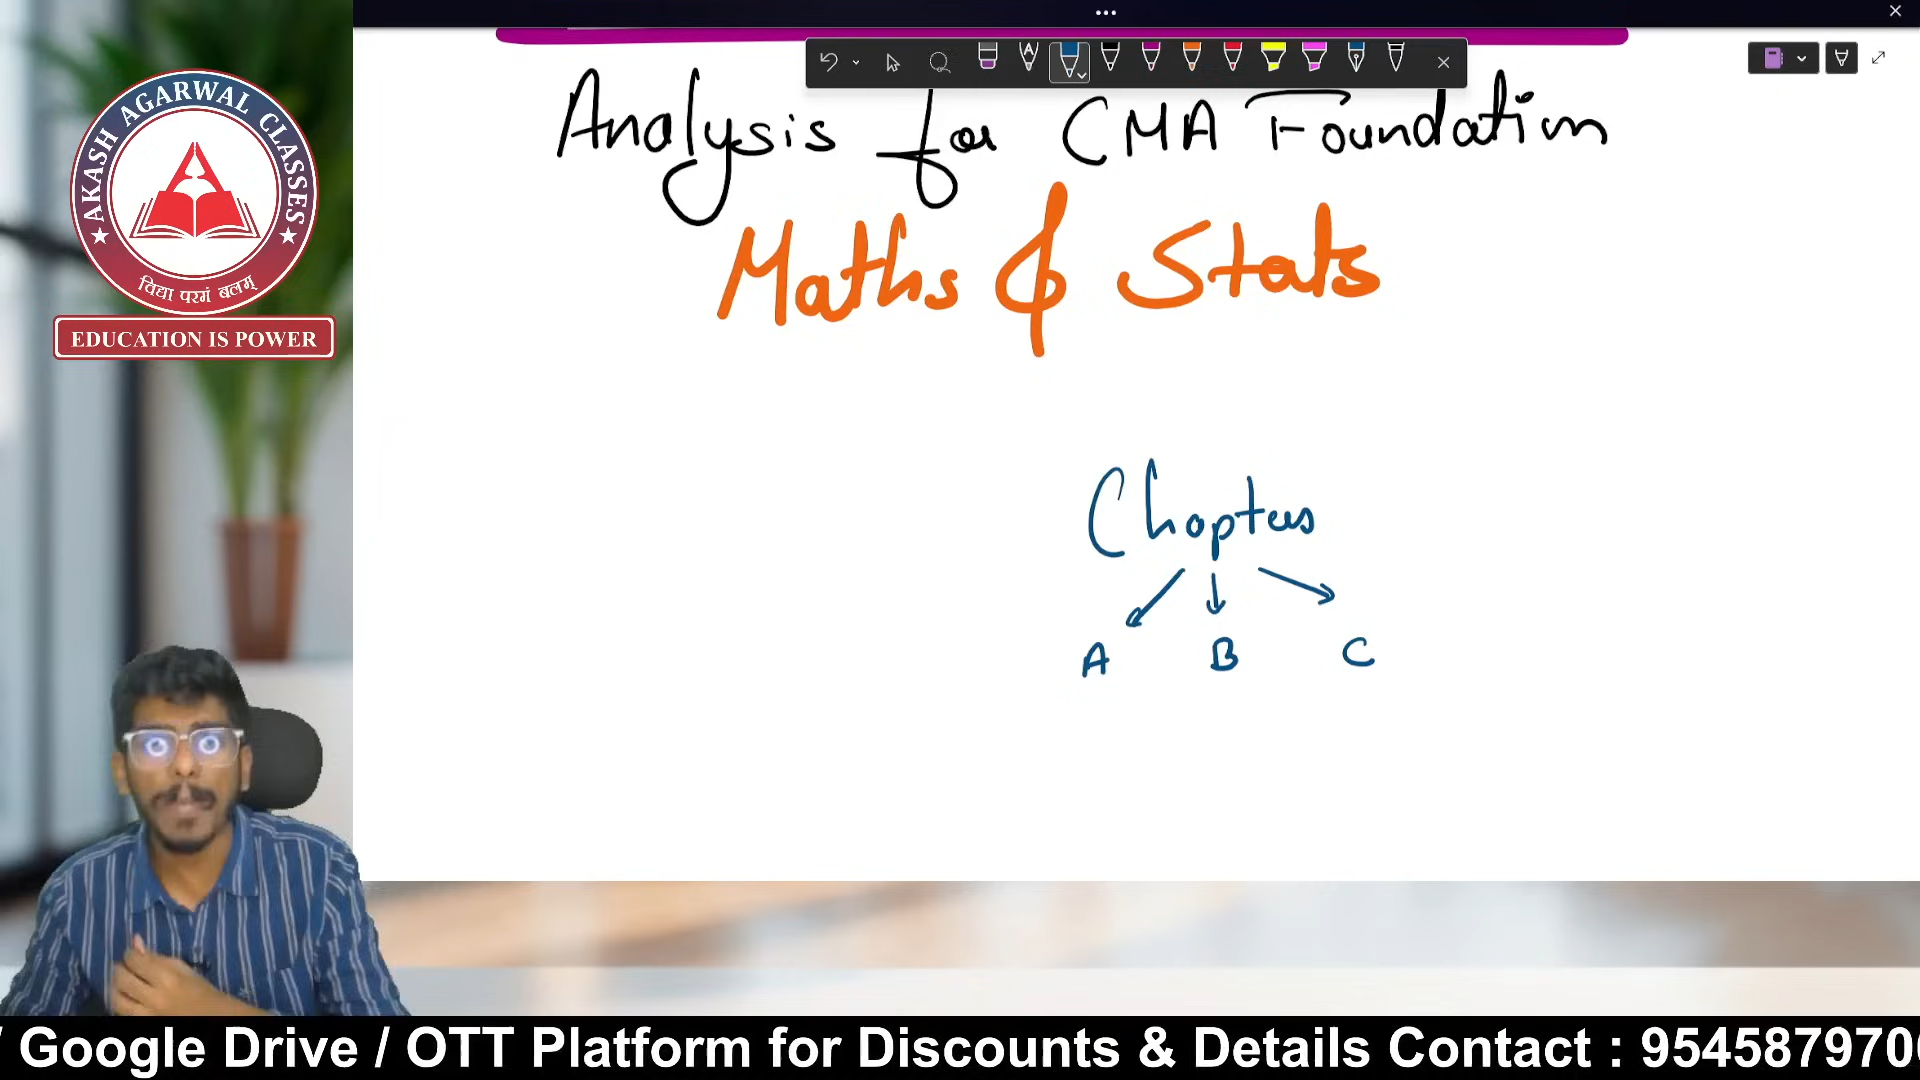 AKASH AGARWAL CLASSES
विद्या परमं बलम्
EDUCATION IS POWER
Analysis for CMA Foundation
Maths & Stats
Chapters
A B C
/ Google Drive / OTT Platform for Discounts & Details Contact : 954587970